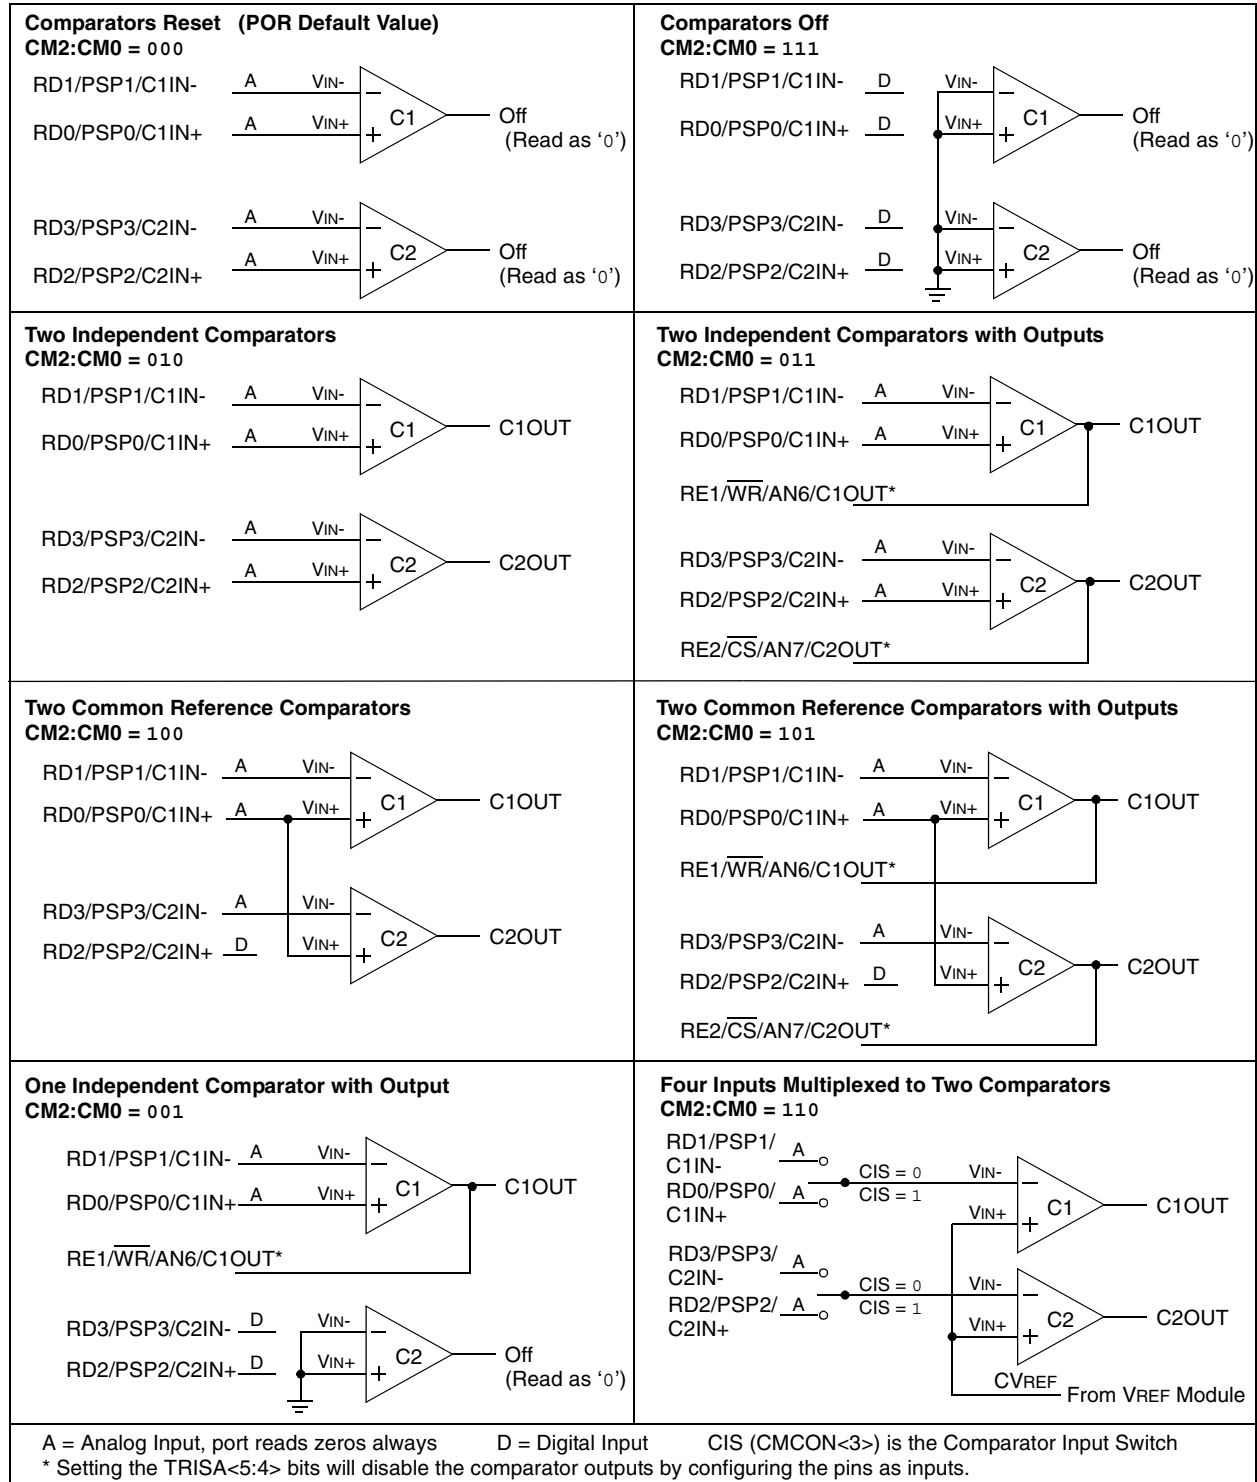 Comparators Reset (POR Default Value)
CM2:CM0 = 000
RD1/PSP1/C1IN- A VIN-
RD0/PSP0/C1IN+ A VIN+
C1
Off
(Read as ‘0’)
RD3/PSP3/C2IN- A VIN-
RD2/PSP2/C2IN+ A VIN+
C2
Off
(Read as ‘0’)
Comparators Off
CM2:CM0 = 111
RD1/PSP1/C1IN- D VIN-
RD0/PSP0/C1IN+ D VIN+
C1
Off
(Read as ‘0’)
RD3/PSP3/C2IN- D VIN-
RD2/PSP2/C2IN+ D VIN+
C2
Off
(Read as ‘0’)
Two Independent Comparators
CM2:CM0 = 010
RD1/PSP1/C1IN- A VIN-
RD0/PSP0/C1IN+ A VIN+
C1
C1OUT
RD3/PSP3/C2IN- A VIN-
RD2/PSP2/C2IN+ A VIN+
C2
C2OUT
Two Independent Comparators with Outputs
CM2:CM0 = 011
RD1/PSP1/C1IN- A VIN-
RD0/PSP0/C1IN+ A VIN+
C1
C1OUT
RE1/WR/AN6/C1OUT*
RD3/PSP3/C2IN- A VIN-
RD2/PSP2/C2IN+ A VIN+
C2
C2OUT
RE2/CS/AN7/C2OUT*
Two Common Reference Comparators
CM2:CM0 = 100
RD1/PSP1/C1IN- A VIN-
RD0/PSP0/C1IN+ A VIN+
C1
C1OUT
RD3/PSP3/C2IN- A VIN-
RD2/PSP2/C2IN+ D VIN+
C2
C2OUT
Two Common Reference Comparators with Outputs
CM2:CM0 = 101
RD1/PSP1/C1IN- A VIN-
RD0/PSP0/C1IN+ A VIN+
C1
C1OUT
RE1/WR/AN6/C1OUT*
RD3/PSP3/C2IN- A VIN-
RD2/PSP2/C2IN+ D VIN+
C2
C2OUT
RE2/CS/AN7/C2OUT*
One Independent Comparator with Output
CM2:CM0 = 001
RD1/PSP1/C1IN- A VIN-
RD0/PSP0/C1IN+ A VIN+
C1
C1OUT
RE1/WR/AN6/C1OUT*
RD3/PSP3/C2IN- D VIN-
RD2/PSP2/C2IN+ D VIN+
C2
Off
(Read as ‘0’)
Four Inputs Multiplexed to Two Comparators
CM2:CM0 = 110
RD1/PSP1/
C1IN- A
RD0/PSP0/
C1IN+ A
CIS = 0
CIS = 1
VIN-
VIN+
C1
C1OUT
RD3/PSP3/
C2IN- A
RD2/PSP2/
C2IN+ A
CIS = 0
CIS = 1
VIN-
VIN+
C2
C2OUT
CVREF
From VREF Module
A = Analog Input, port reads zeros always D = Digital Input CIS (CMCON<3>) is the Comparator Input Switch
* Setting the TRISA<5:4> bits will disable the comparator outputs by configuring the pins as inputs.